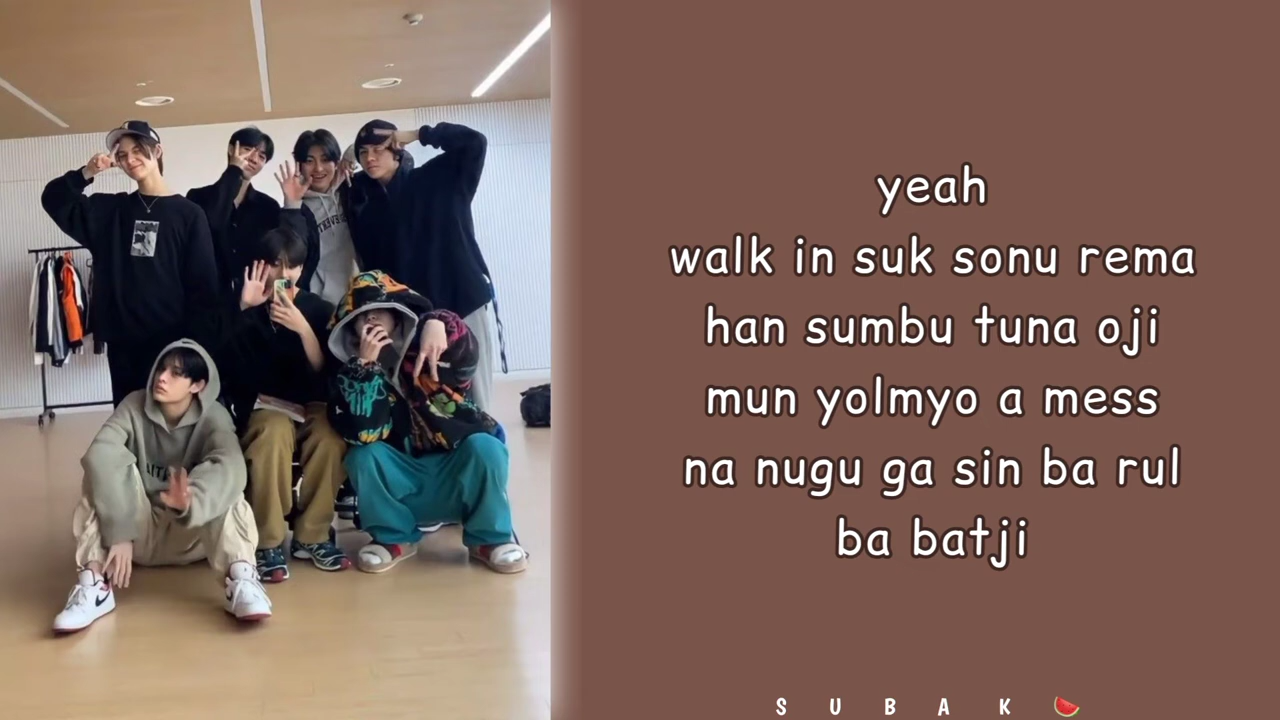 yeah
walk in suk sonu rema
han sumbu tuna oji
mun yolmyo a mess
na nugu ga sin ba rul
ba batji
S U B A K